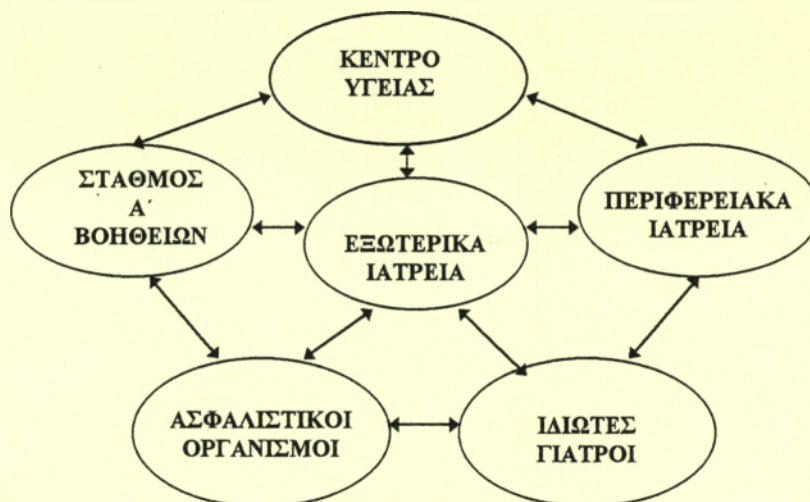 ΚΕΝΤΡΟ
ΥΓΕΙΑΣ
ΣΤΑΘΜΟΣ
Α΄
ΒΟΗΘΕΙΩΝ
ΕΞΩΤΕΡΙΚΑ
ΙΑΤΡΕΙΑ
ΠΕΡΙΦΕΡΕΙΑΚΑ
ΙΑΤΡΕΙΑ
ΑΣΦΑΛΙΣΤΙΚΟΙ
ΟΡΓΑΝΙΣΜΟΙ
ΙΔΙΩΤΕΣ
ΓΙΑΤΡΟΙ